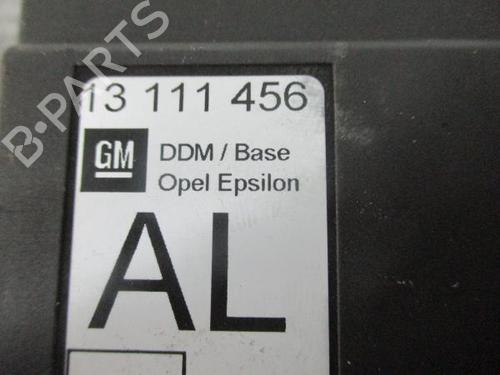 13 111 456
GM
DDM / Base
Opel Epsilon
AL
B-PARTS